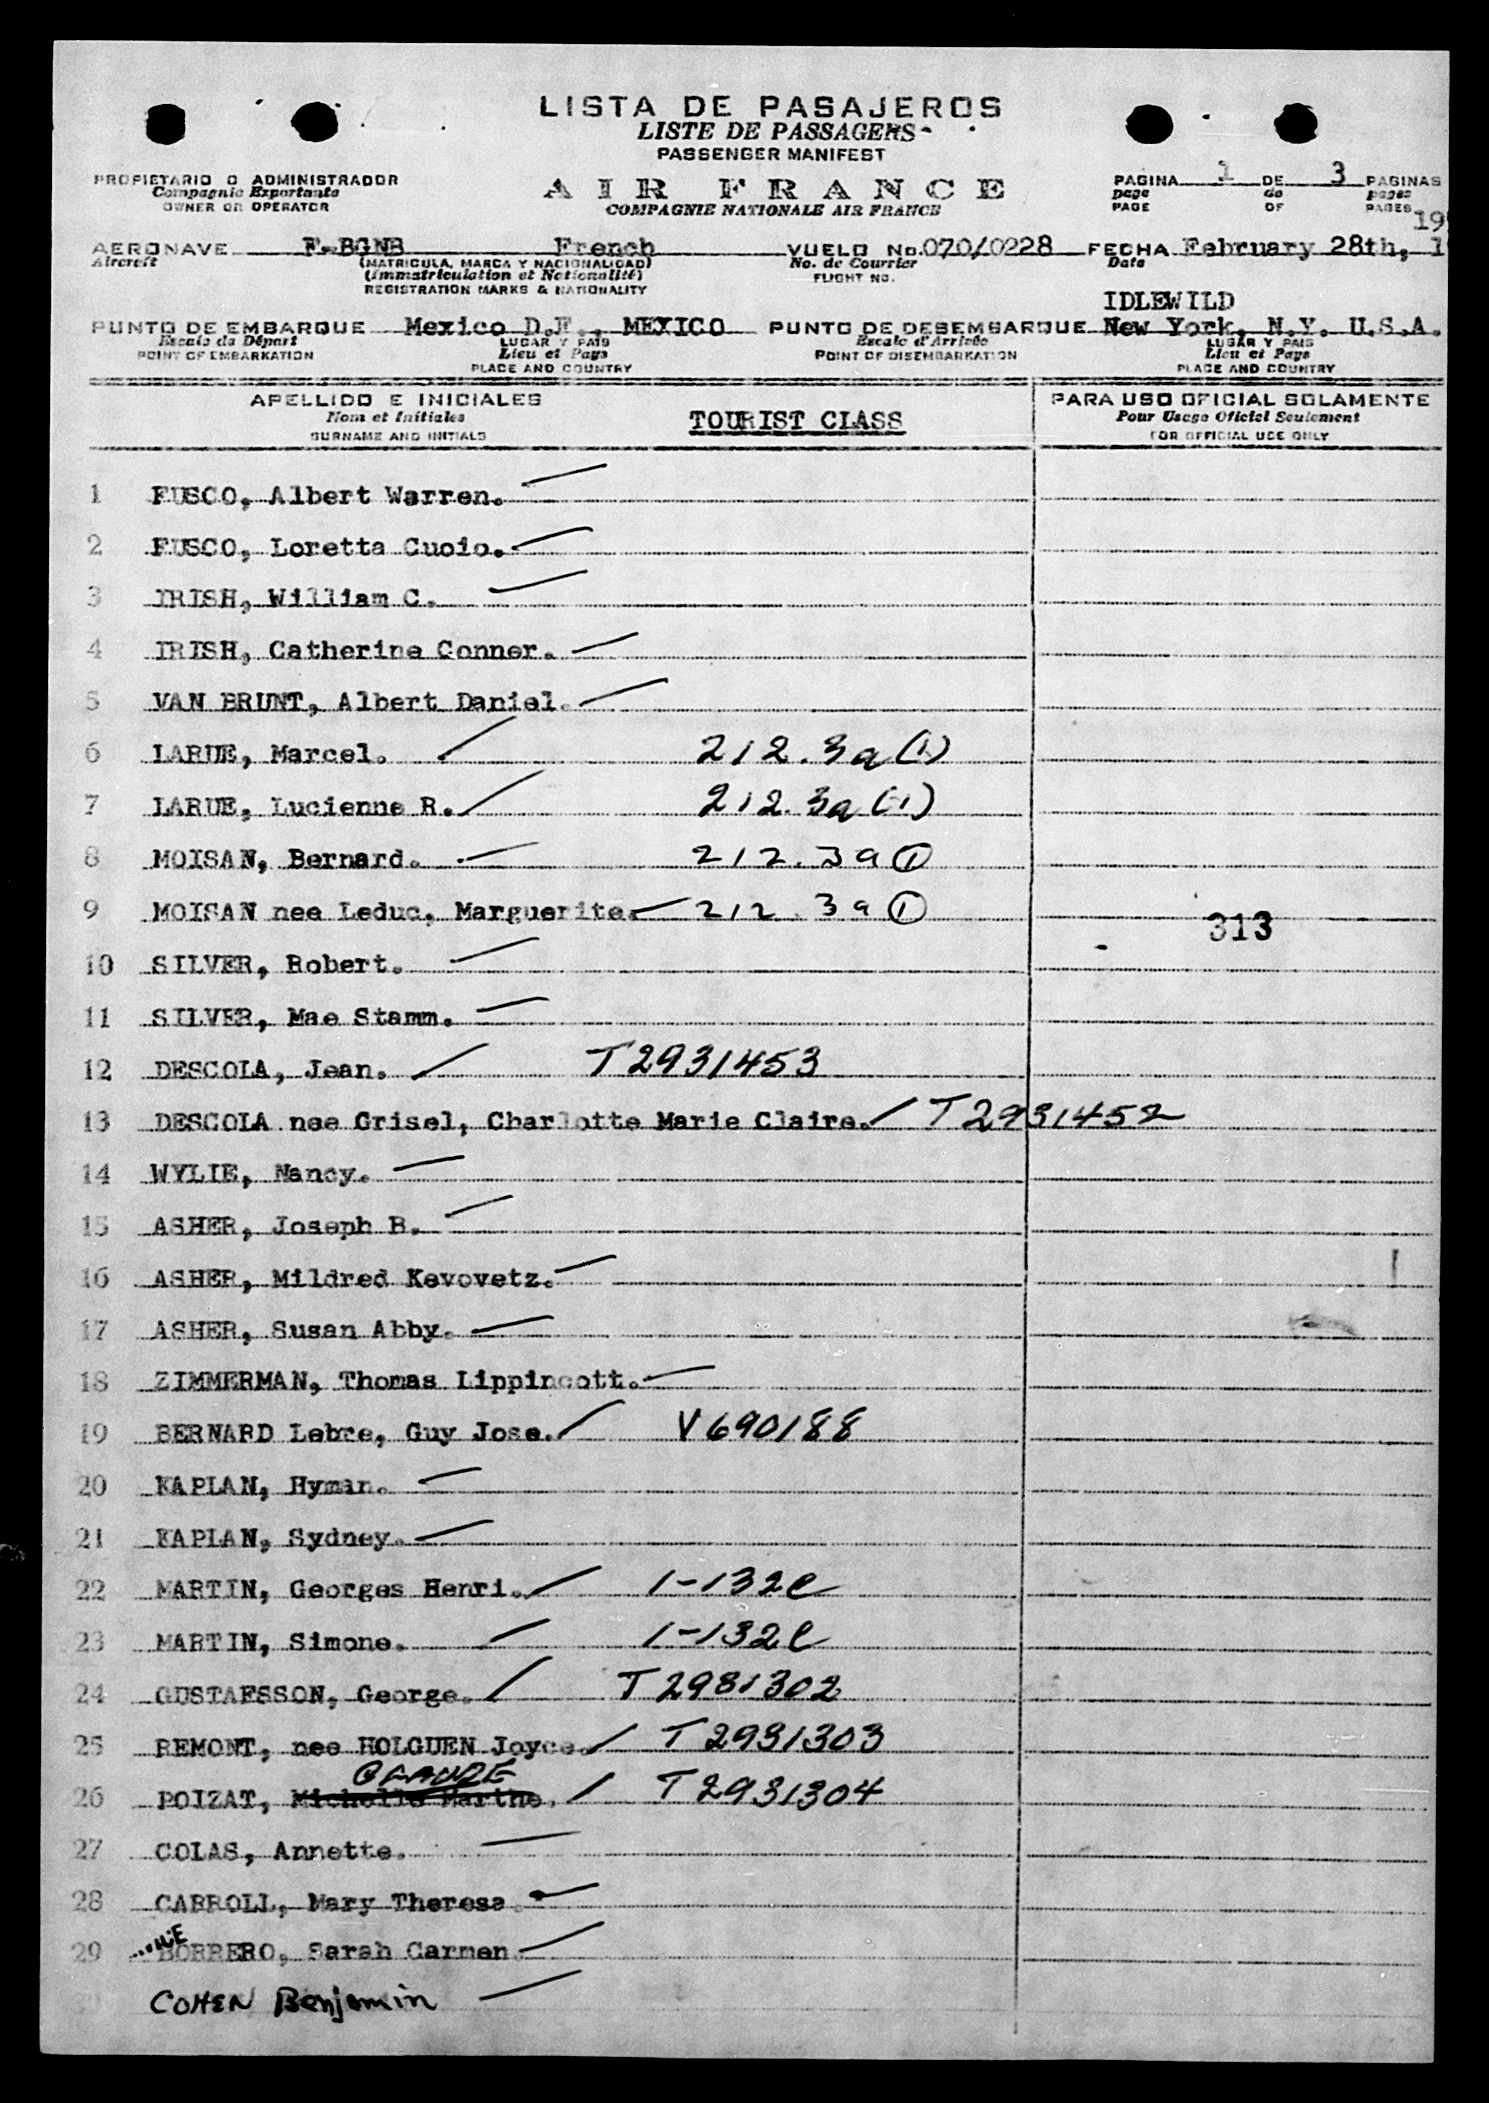 LISTA DE PASAJEROS
LISTE DE PASSAGERS
PASSENGER MANIFEST
PROPIETARIO O ADMINISTRADOR
Compagnie Exportante
OWNER OR OPERATOR
AIR FRANCE
COMPAGNIE NATIONALE AIR FRANCE
PAGINA 1 DE 3 PAGINAS
page de pages
PAGE OF PAGES
19
AERONAVE F-BGNB French VUELO No. 070/0228 FECHA February 28th, 1
Aircraft (MATRICULA, MARCA Y NACIONALIDAD) No. de Courrier Date
(Immatriculation et Nationalité) FLIGHT NO.
REGISTRATION MARKS & NATIONALITY
IDLEWILD
PUNTO DE EMBARQUE Mexico D.F., MEXICO PUNTO DE DESEMBARQUE New York, N.Y. U.S.A.
Escale de Départ LUGAR Y PAIS Escale d'Arrivée LUGAR Y PAIS
POINT OF EMBARKATION Lieu et Pays POINT OF DISEMBARKATION Lieu et Pays
PLACE AND COUNTRY PLACE AND COUNTRY
APELLIDO E INICIALES TOURIST CLASS PARA USO OFICIAL SOLAMENTE
Nom et Initiales Pour Usage Officiel Seulement
SURNAME AND INITIALS FOR OFFICIAL USE ONLY
1 FUSCO, Albert Warren.
2 FUSCO, Loretta Cuoio.
3 IRISH, William C.
4 IRISH, Catherine Conner.
5 VAN BRUNT, Albert Daniel.
6 LARUE, Marcel. 212.3a(1)
7 LARUE, Lucienne R. 212.3a(1)
8 MOISAN, Bernard. 212.3a 1
9 MOISAN nee Leduc, Marguerite. 212.3a 1
313
10 SILVER, Robert.
11 SILVER, Mae Stamm.
12 DESCOLA, Jean. T2931453
13 DESCOLA nee Grisel, Charlotte Marie Claire. T2931452
14 WYLIE, Nancy.
15 ASHER, Joseph B.
16 ASHER, Mildred Kevovetz.
17 ASHER, Susan Abby.
18 ZIMMERMAN, Thomas Lippincott.
19 BERNARD Lebre, Guy Jose. V690188
20 KAPLAN, Hyman.
21 KAPLAN, Sydney.
22 MARTIN, Georges Henri. 1-132e
23 MARTIN, Simone. 1-132e
24 GUSTAFSSON, George. T2931302
25 REMONT, nee HOLGUEN Joyce. T2931303
CLAUDE
26 POIZAT, Michelle Marthe. T2931304
27 COLAS, Annette.
28 CARROLL, Mary Theresa.
29 BORRERO, Sarah Carmen
COHEN Benjamin